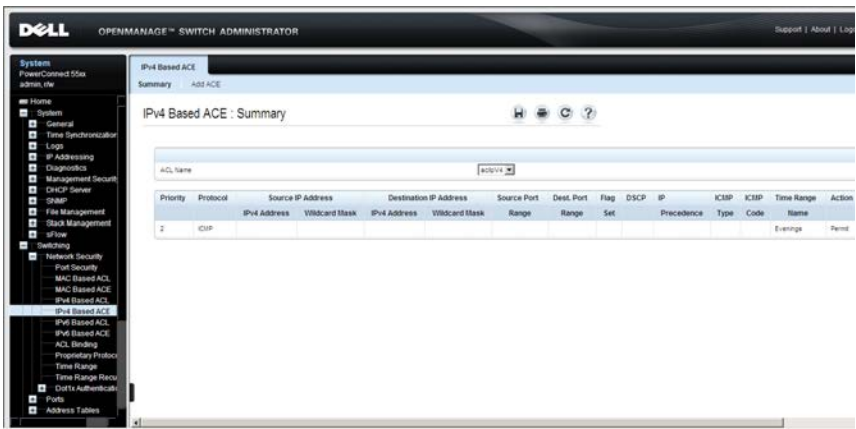 DELL
OPENMANAGE™ SWITCH ADMINISTRATOR
Support | About | Log
System
PowerConnect 55xx
admin, r/w
Home
System
General
Time Synchronization
Logs
IP Addressing
Diagnostics
Management Securit
DHCP Server
SNMP
File Management
Stack Management
sFlow
Switching
Network Security
Port Security
MAC Based ACL
MAC Based ACE
IPv4 Based ACL
IPv4 Based ACE
IPv6 Based ACL
IPv6 Based ACE
ACL Binding
Proprietary Protoco
Time Range
Time Range Recu
Dot1x Authenticatio
Ports
Address Tables
IPv4 Based ACE
Summary Add ACE
IPv4 Based ACE : Summary
ACL Name
Priority Protocol Source IP Address Destination IP Address Source Port Dest. Port Flag DSCP IP ICMP ICMP Time Range Action
IPv4 Address Wildcard Mask IPv4 Address Wildcard Mask Range Range Set Precedence Type Code Name
2 ICMP Evenings Permit